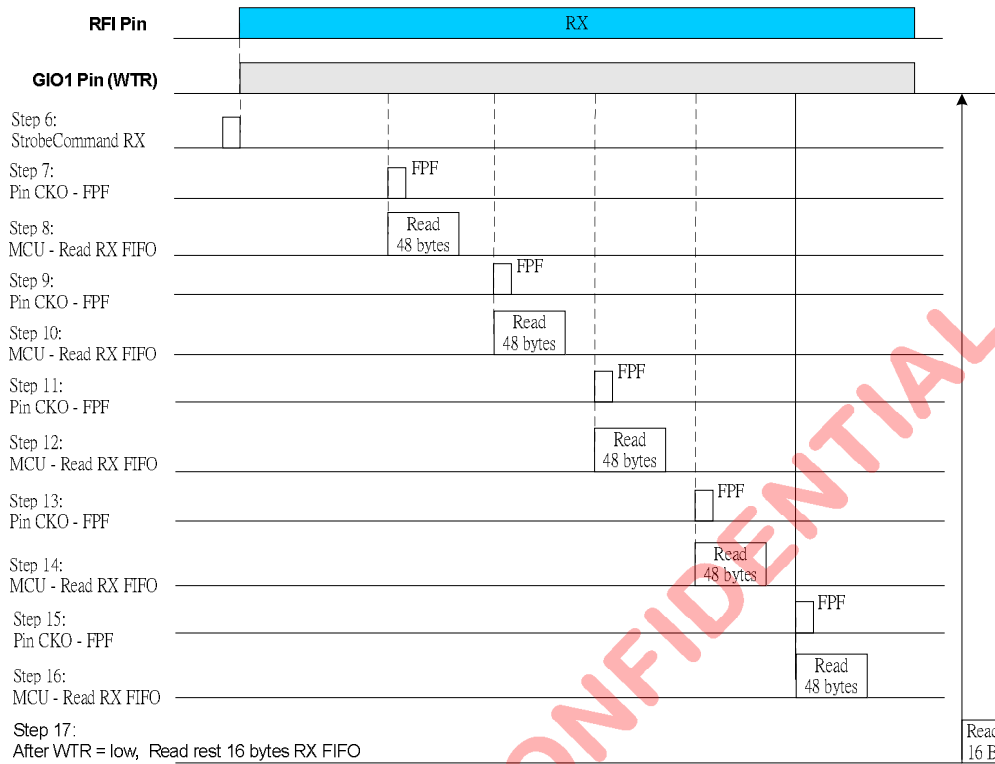 RFI Pin
RX
GIO1 Pin (WTR)
Step 6:
StrobeCommand RX
Step 7:
Pin CKO - FPF
FPF
Step 8:
MCU - Read RX FIFO
Read
48 bytes
Step 9:
Pin CKO - FPF
FPF
Step 10:
MCU - Read RX FIFO
Read
48 bytes
Step 11:
Pin CKO - FPF
FPF
Step 12:
MCU - Read RX FIFO
Read
48 bytes
Step 13:
Pin CKO - FPF
FPF
Step 14:
MCU - Read RX FIFO
Read
48 bytes
Step 15:
Pin CKO - FPF
FPF
Step 16:
MCU - Read RX FIFO
Read
48 bytes
Step 17:
After WTR = low, Read rest 16 bytes RX FIFO
Read
16 B
ONFIDENTIAL